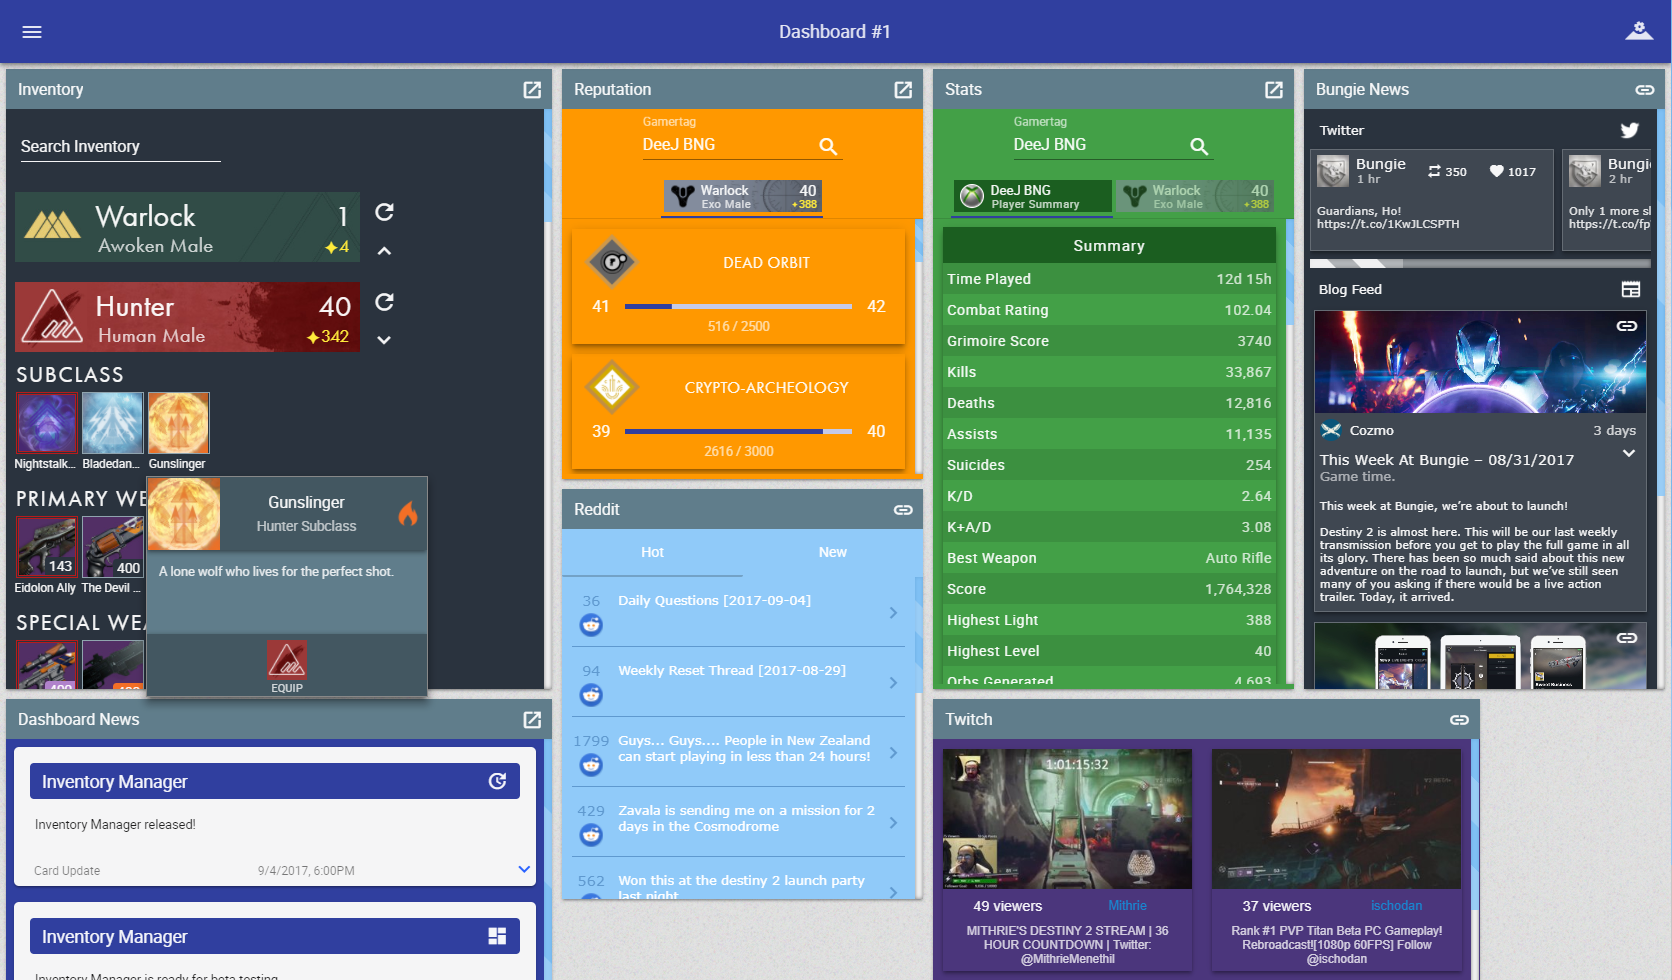 Dashboard #1
Inventory
Search Inventory
Warlock
1
Awoken Male
4
Hunter
40
Human Male
342
SUBCLASS
Nightstalk...
Bladedan...
Gunslinger
PRIMARY WE
143
400
Eidolon Ally
The Devil ...
SPECIAL WEA
400
400
Gunslinger
Hunter Subclass
A lone wolf who lives for the perfect shot.
EQUIP
Dashboard News
Inventory Manager
Inventory Manager released!
Card Update
9/4/2017, 6:00PM
Inventory Manager
Inventory Manager is ready for beta testing
Reputation
Gamertag
DeeJ BNG
Warlock
40
Exo Male
+388
DEAD ORBIT
41
42
516 / 2500
CRYPTO-ARCHEOLOGY
39
40
2616 / 3000
Reddit
Hot
New
36
Daily Questions [2017-09-04]
94
Weekly Reset Thread [2017-08-29]
1799
Guys... Guys.... People in New Zealand
can start playing in less than 24 hours!
429
Zavala is sending me on a mission for 2
days in the Cosmodrome
562
Won this at the destiny 2 launch party
last night
Stats
Gamertag
DeeJ BNG
DeeJ BNG
Player Summary
Warlock
40
Exo Male
+388
Summary
Time Played
12d 15h
Combat Rating
102.04
Grimoire Score
3740
Kills
33,867
Deaths
12,816
Assists
11,135
Suicides
254
K/D
2.64
K+A/D
3.08
Best Weapon
Auto Rifle
Score
1,764,328
Highest Light
388
Highest Level
40
Orbs Generated
4,693
Bungie News
Twitter
Bungie
1 hr
350
1017
Guardians, Ho!
https://t.co/1KwJLCSPTH
Bungi
2 hr
Only 1 more sl
https://t.co/fp
Blog Feed
Cozmo
3 days
This Week At Bungie – 08/31/2017
Game time.
This week at Bungie, we're about to launch!
Destiny 2 is almost here. This will be our last weekly
transmission before you get to play the full game in all
its glory. There has been so much said about this new
adventure on the road to launch, but we've still seen
many of you asking if there would be a live action
trailer. Today, it arrived.
Twitch
1:01:15:32
49 viewers
Mithrie
MITHRIE'S DESTINY 2 STREAM | 36
HOUR COUNTDOWN | Twitter:
@MithrieMenethil
37 viewers
ischodan
Rank #1 PVP Titan Beta PC Gameplay!
Rebroadcast![1080p 60FPS] Follow
@ischodan